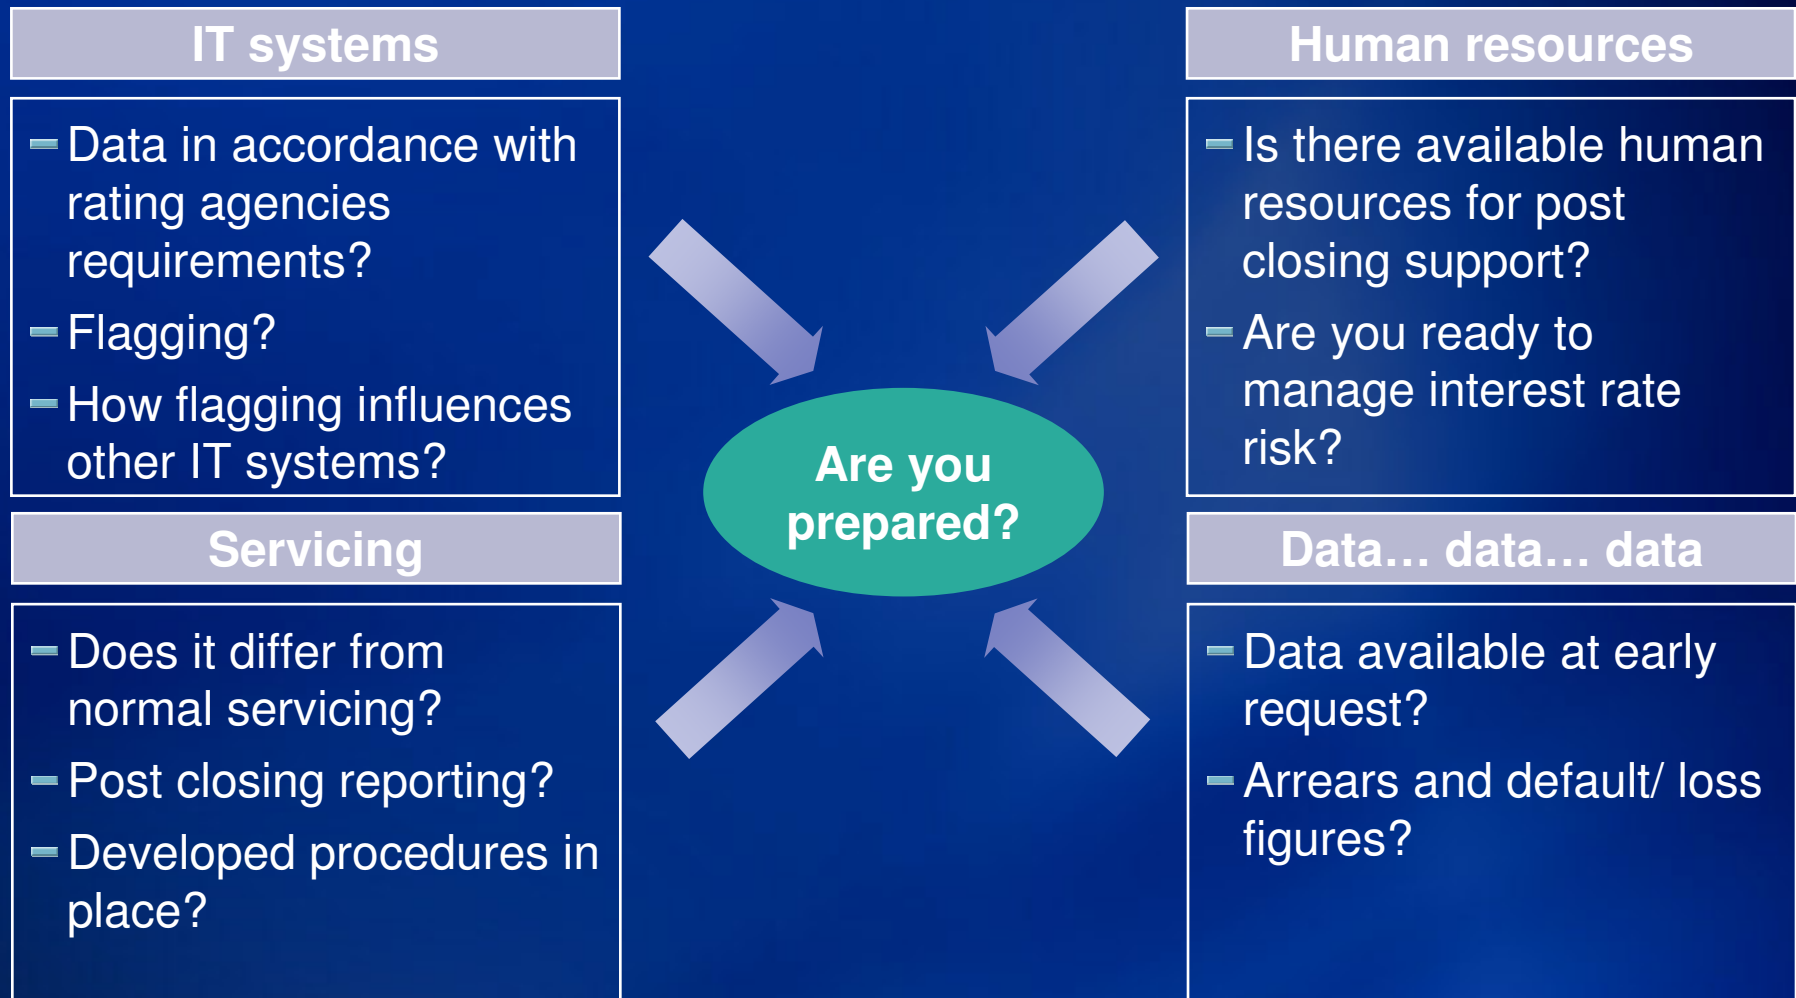 IT systems
– Data in accordance with
rating agencies
requirements?
– Flagging?
– How flagging influences
other IT systems?
Servicing
– Does it differ from
normal servicing?
– Post closing reporting?
– Developed procedures in
place?
Are you
prepared?
Human resources
– Is there available human
resources for post
closing support?
– Are you ready to
manage interest rate
risk?
Data… data… data
– Data available at early
request?
– Arrears and default/ loss
figures?